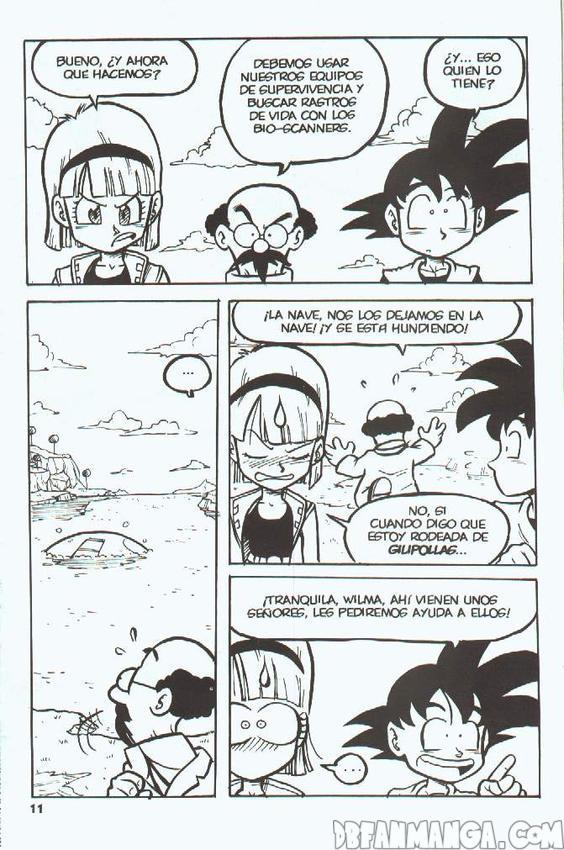 BUENO, ¿Y AHORA
QUE HACEMOS?
DEBEMOS USAR
NUESTROS EQUIPOS
DE SUPERVIVENCIA Y
BUSCAR RASTROS
DE VIDA CON LOS
BIO-SCANNERS.
¿Y... ESO
QUIEN LO
TIENE?
...
¡LA NAVE, NOS LOS DEJAMOS EN LA
NAVE! ¡Y SE ESTÁ HUNDIENDO!
NO, SI
CUANDO DIGO QUE
ESTOY RODEADA DE
GILIPOLLAS...
¡TRANQUILA, WILMA, AHÍ VIENEN UNOS
SEÑORES, LES PEDIREMOS AYUDA A ELLOS!
...
11
DBFANMANGA.COM